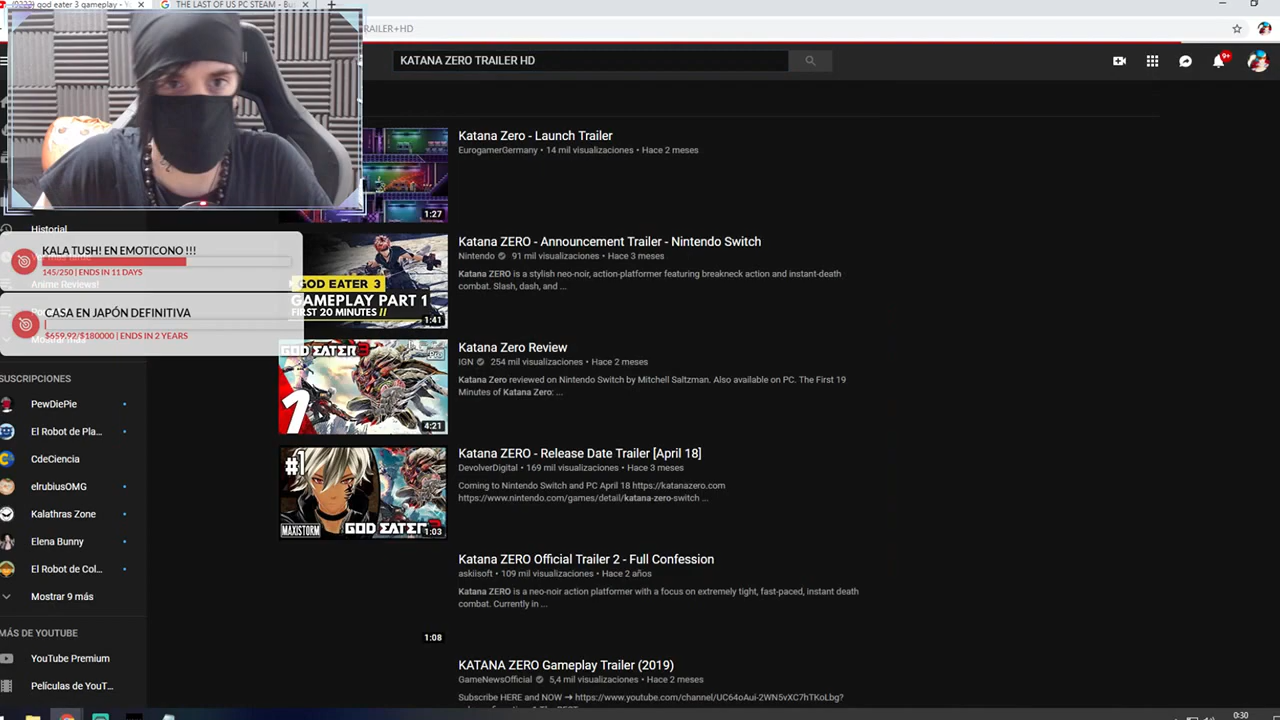 god eater 3 gameplay - Y
THE LAST OF US PC STEAM - Bu
RAILER+HD
KATANA ZERO TRAILER HD
9+
Katana Zero - Launch Trailer
EurogamerGermany • 14 mil visualizaciones • Hace 2 meses
1:27
Historial
KALA TUSH! EN EMOTICONO !!!
145/250 | ENDS IN 11 DAYS
Anime Reviews!
CASA EN JAPÓN DEFINITIVA
$659.92/$180000 | ENDS IN 2 YEARS
Mostrar más
Katana ZERO - Announcement Trailer - Nintendo Switch
Nintendo • 91 mil visualizaciones • Hace 3 meses
Katana ZERO is a stylish neo-noir, action-platformer featuring breakneck action and instant-death
combat. Slash, dash, and ...
GOD EATER 3
GAMEPLAY PART 1
FIRST 20 MINUTES //
1:41
Katana Zero Review
IGN • 254 mil visualizaciones • Hace 2 meses
Katana Zero reviewed on Nintendo Switch by Mitchell Saltzman. Also available on PC. The First 19
Minutes of Katana Zero: ...
GOD EATER 3
1
4:21
SUSCRIPCIONES
PewDiePie
El Robot de Pla...
CdeCiencia
elrubiusOMG
Kalathras Zone
Elena Bunny
El Robot de Col...
Mostrar 9 más
MÁS DE YOUTUBE
YouTube Premium
Películas de YouT...
Katana ZERO - Release Date Trailer [April 18]
DevolverDigital • 169 mil visualizaciones • Hace 3 meses
Coming to Nintendo Switch and PC April 18 https://katanazero.com
https://www.nintendo.com/games/detail/katana-zero-switch ...
#1
MAXISTORM
GOD EATER
1:03
Katana ZERO Official Trailer 2 - Full Confession
askiisoft • 109 mil visualizaciones • Hace 2 años
Katana ZERO is a neo-noir action platformer with a focus on extremely tight, fast-paced, instant death
combat. Currently in ...
1:08
KATANA ZERO Gameplay Trailer (2019)
GameNewsOfficial • 5,4 mil visualizaciones • Hace 2 meses
Subscribe HERE and NOW ➜ https://www.youtube.com/channel/UC64oAui-2WN5vXC7hTKoLbg?
0:30